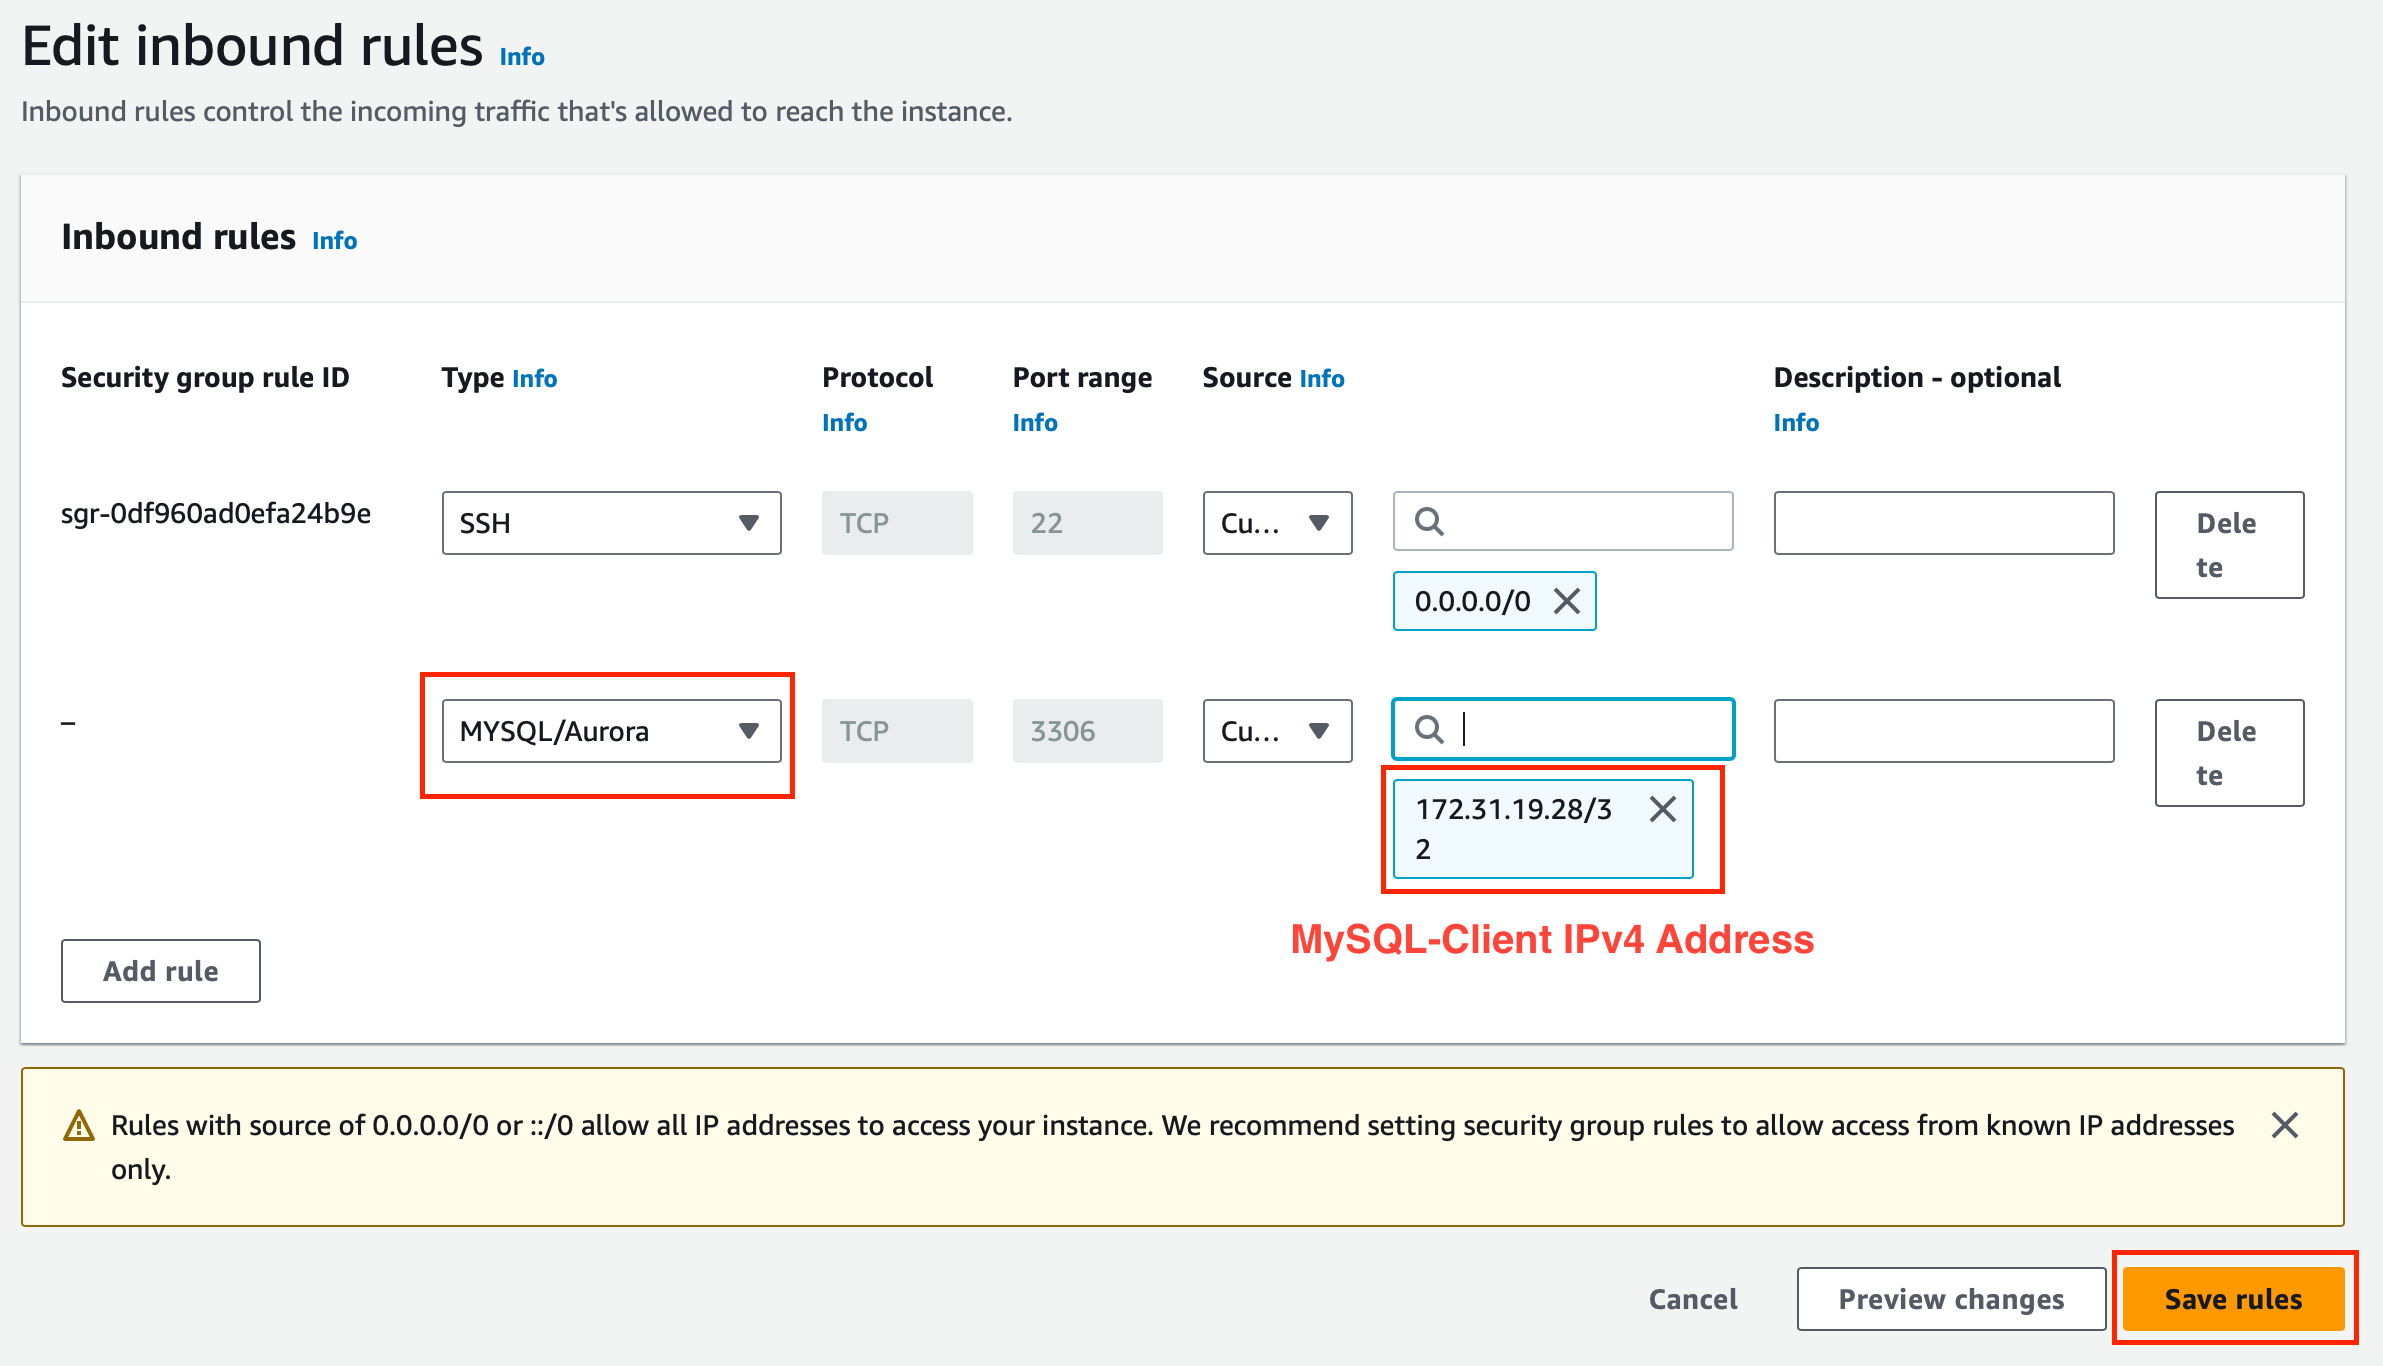 Edit inbound rules Info
Inbound rules control the incoming traffic that's allowed to reach the instance.
Inbound rules Info
Security group rule ID
Type Info
Protocol
Info
Port range
Info
Source Info
Description - optional
Info
sgr-0df960ad0efa24b9e
SSH
TCP
22
Cu...
0.0.0.0/0
Dele
te
–
MYSQL/Aurora
TCP
3306
Cu...
172.31.19.28/3
2
Dele
te
MySQL-Client IPv4 Address
Add rule
Rules with source of 0.0.0.0/0 or ::/0 allow all IP addresses to access your instance. We recommend setting security group rules to allow access from known IP addresses
only.
Cancel
Preview changes
Save rules